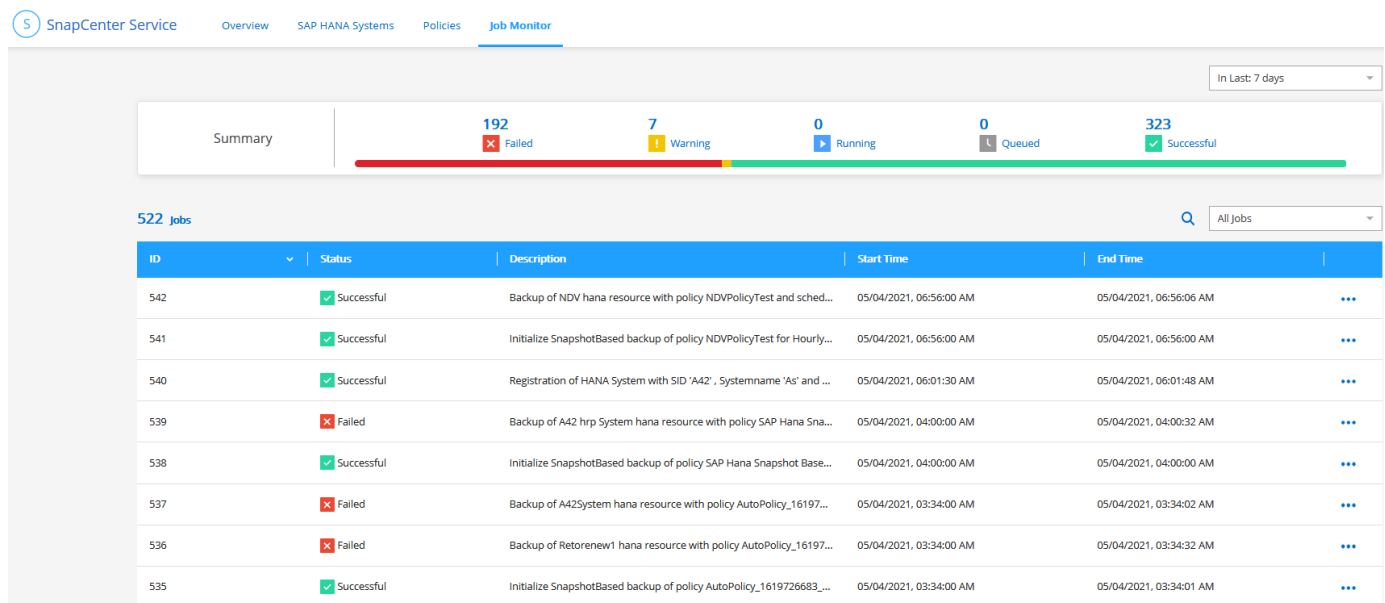 S SnapCenter Service Overview SAP HANA Systems Policies Job Monitor
In Last: 7 days
Summary
192 7 0 0 323
Failed Warning Running Queued Successful
522 Jobs All Jobs
ID Status Description Start Time End Time
542 Successful Backup of NDV hana resource with policy NDVPolicyTest and sched... 05/04/2021, 06:56:00 AM 05/04/2021, 06:56:06 AM
541 Successful Initialize SnapshotBased backup of policy NDVPolicyTest for Hourly... 05/04/2021, 06:56:00 AM 05/04/2021, 06:56:00 AM
540 Successful Registration of HANA System with SID 'A42' , Systemname 'As' and ... 05/04/2021, 06:01:30 AM 05/04/2021, 06:01:48 AM
539 Failed Backup of A42 hrp System hana resource with policy SAP Hana Sna... 05/04/2021, 04:00:00 AM 05/04/2021, 04:00:32 AM
538 Successful Initialize SnapshotBased backup of policy SAP Hana Snapshot Base... 05/04/2021, 04:00:00 AM 05/04/2021, 04:00:00 AM
537 Failed Backup of A42System hana resource with policy AutoPolicy_16197... 05/04/2021, 03:34:00 AM 05/04/2021, 03:34:02 AM
536 Failed Backup of Retorenew1 hana resource with policy AutoPolicy_16197... 05/04/2021, 03:34:00 AM 05/04/2021, 03:34:32 AM
535 Successful Initialize SnapshotBased backup of policy AutoPolicy_1619726683_... 05/04/2021, 03:34:00 AM 05/04/2021, 03:34:01 AM